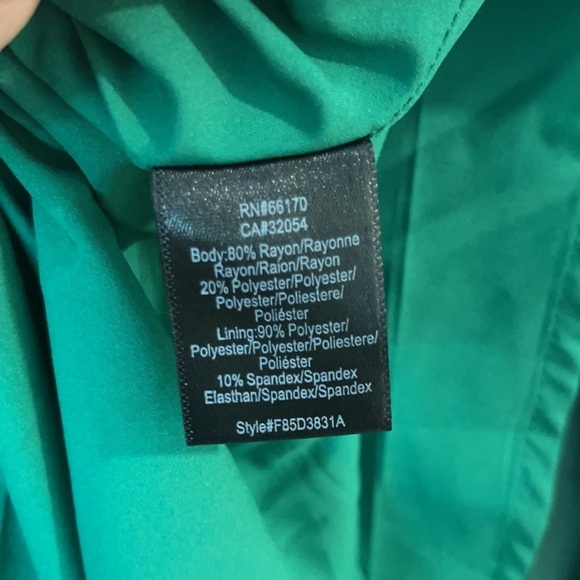 RN#66170
CA#32054
Body:80% Rayon/Rayonne
Rayon/Raion/Rayon
20% Polyester/Polyester/
Polyester/Poliestere/
Poliéster
Lining:90% Polyester/
Polyester/Polyester/Poliestere/
Poliéster
10% Spandex/Spandex
Elasthan/Spandex/Spandex
Style#F85D3831A